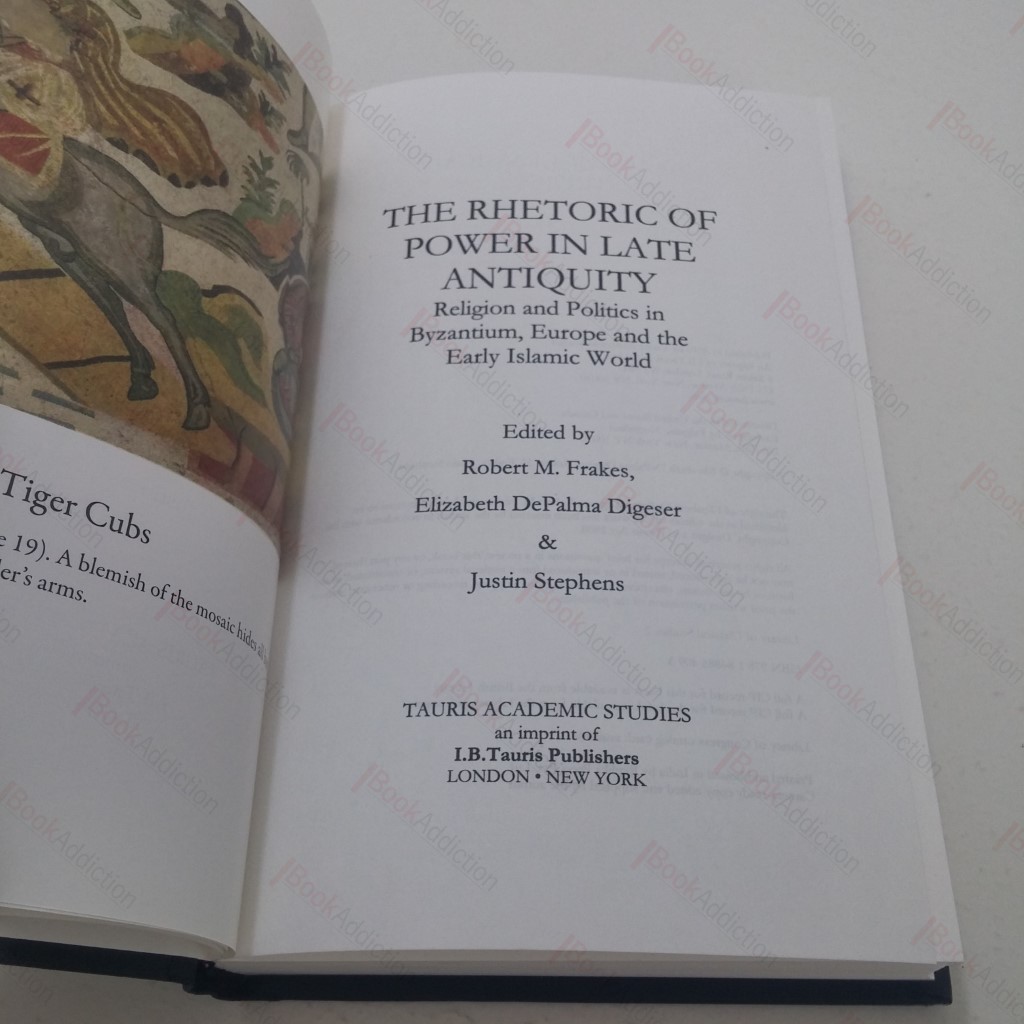 Tiger Cubs
19). A blemish of the mosaic hides
ler's arms.
THE RHETORIC OF
POWER IN LATE
ANTIQUITY
Religion and Politics in
Byzantium, Europe and the
Early Islamic World
Edited by
Robert M. Frakes,
Elizabeth DePalma Digeser
&
Justin Stephens
TAURIS ACADEMIC STUDIES
an imprint of
I.B.Tauris Publishers
LONDON • NEW YORK
BookAddiction